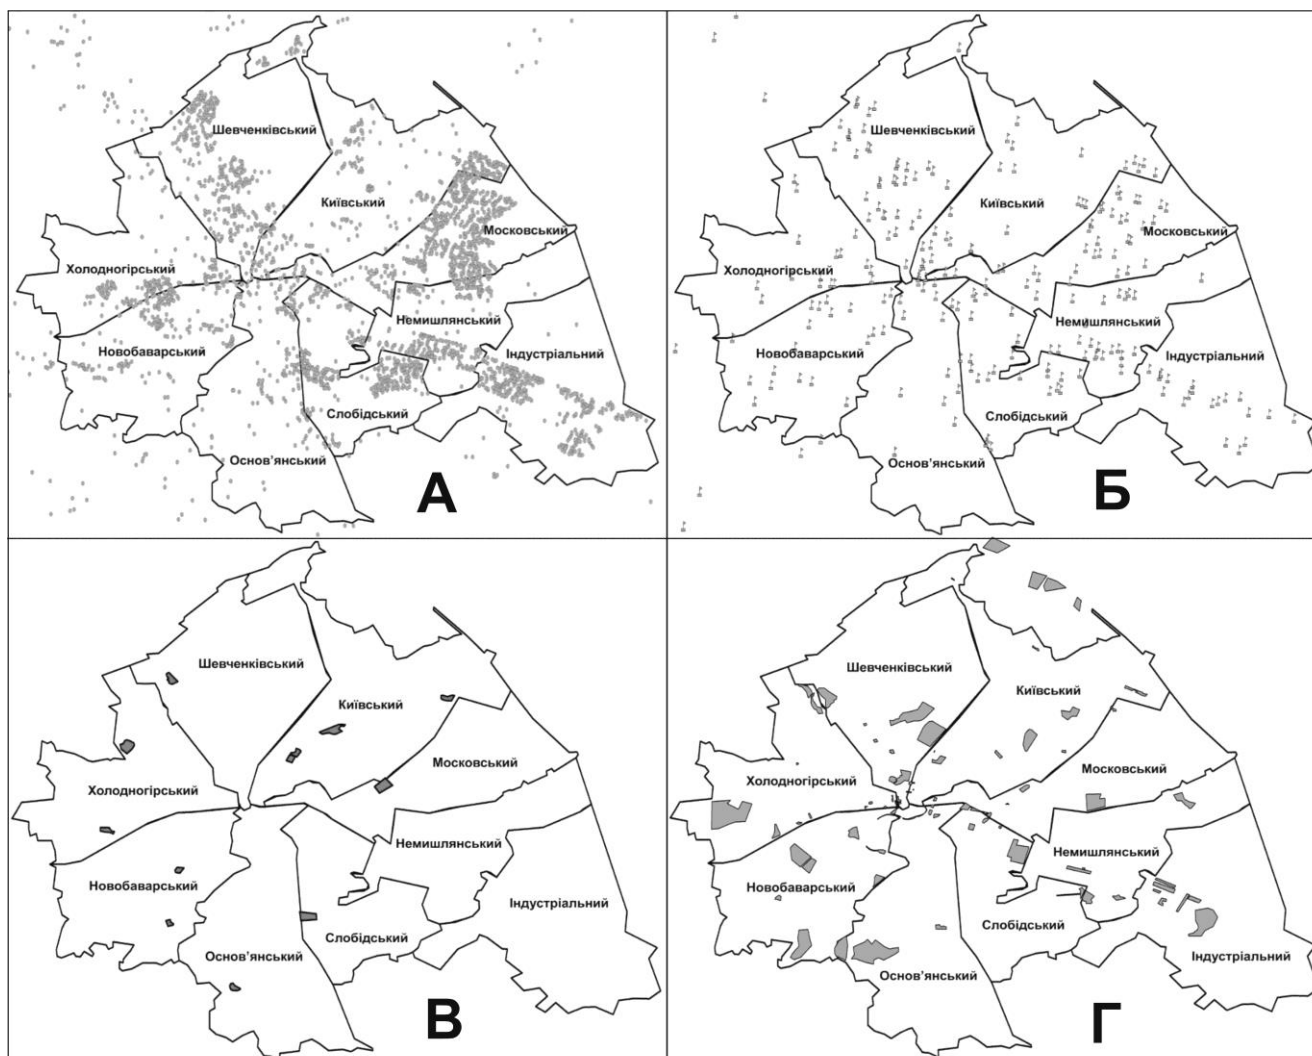 Шевченківський
Київський
Московський
Холодногірський
Немишлянський
Новобаварський
Індустріальний
Слобідський
Основ'янський
А
Шевченківський
Київський
Московський
Холодногірський
Немишлянський
Новобаварський
Індустріальний
Слобідський
Основ'янський
Б
Шевченківський
Київський
Московський
Холодногірський
Немишлянський
Новобаварський
Індустріальний
Слобідський
Основ'янський
В
Шевченківський
Київський
Московський
Холодногірський
Немишлянський
Новобаварський
Слобідський
Індустріальний
Основ'янський
Г